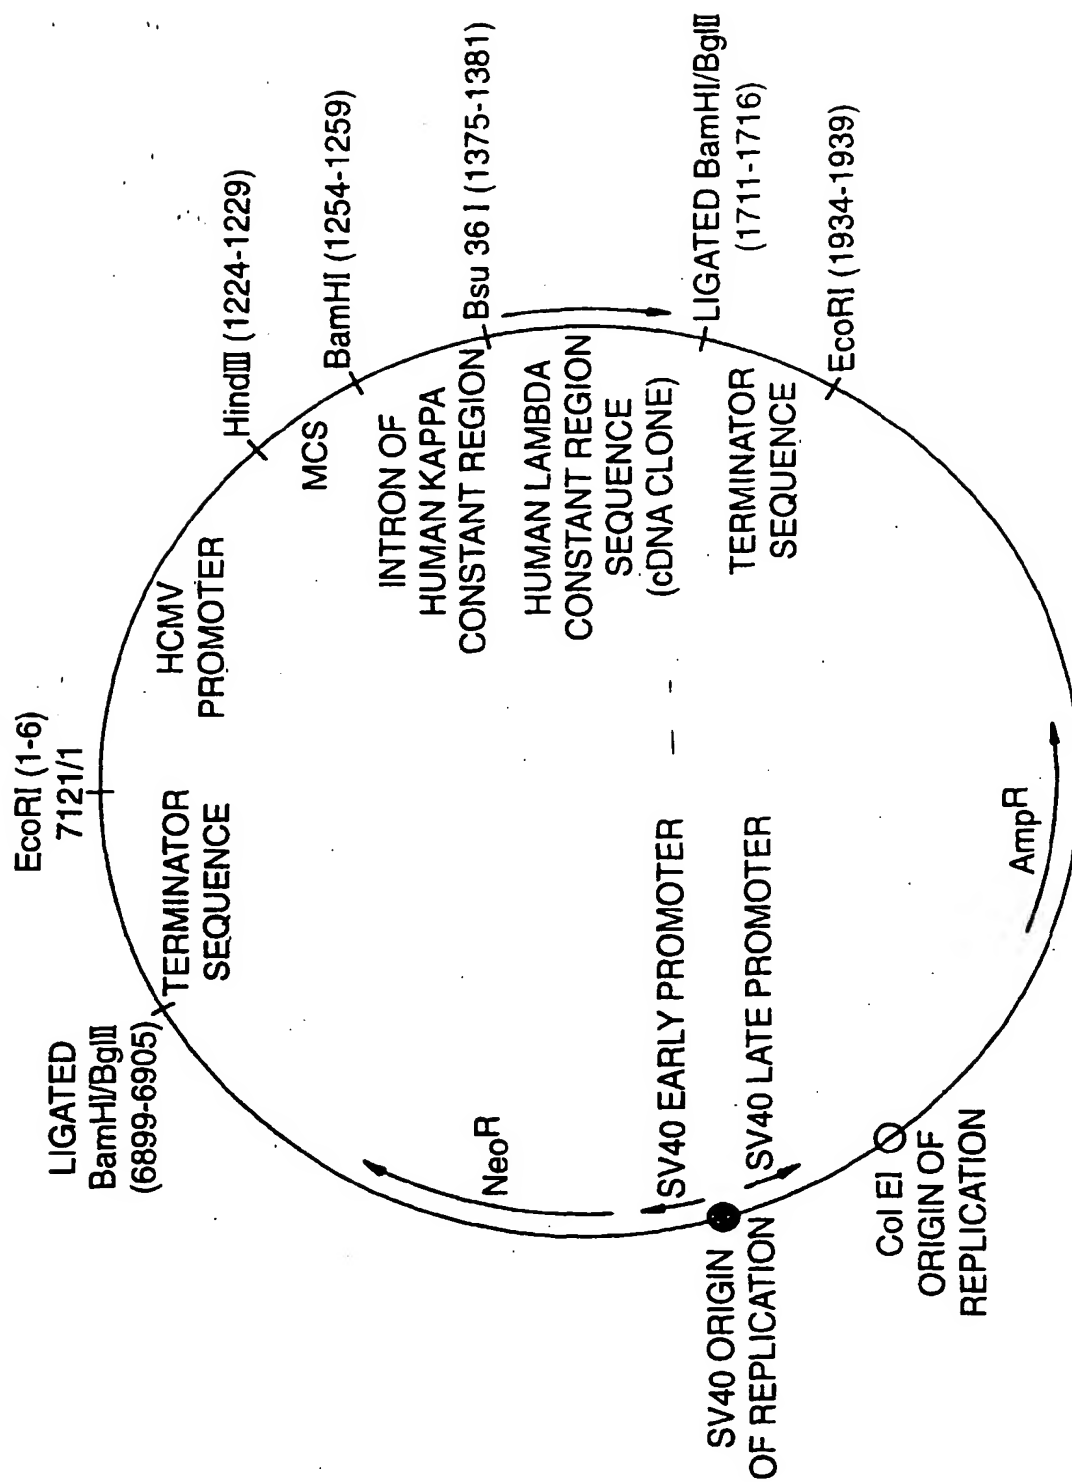 EcoRI (1-6)
7121/1
HindⅢ (1224-1229)
BamHI (1254-1259)
Bsu 36 I (1375-1381)
LIGATED BamHI/BglⅡ
(1711-1716)
EcoRI (1934-1939)
HCMV
PROMOTER
MCS
INTRON OF
HUMAN KAPPA
CONSTANT REGION
HUMAN LAMBDA
CONSTANT REGION
SEQUENCE
(cDNA CLONE)
TERMINATOR
SEQUENCE
AmpR
Col EI
ORIGIN OF
REPLICATION
SV40 ORIGIN
OF REPLICATION
SV40 EARLY PROMOTER
SV40 LATE PROMOTER
NeoR
LIGATED
BamHI/BglⅡ
(6899-6905)
TERMINATOR
SEQUENCE